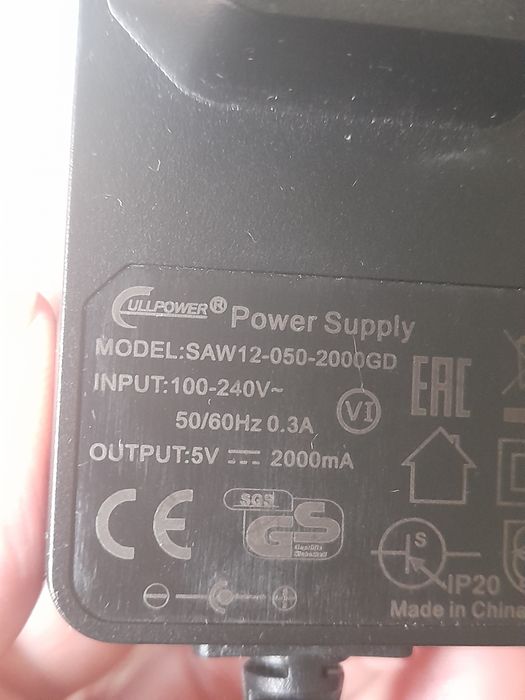 FULLPOWER® Power Supply
MODEL:SAW12-050-2000GD
INPUT:100-240V~
50/60Hz 0.3A
VI
EAC
OUTPUT:5V ⎓ 2000mA
CE
SGS
GS
S
IP20
Made in China